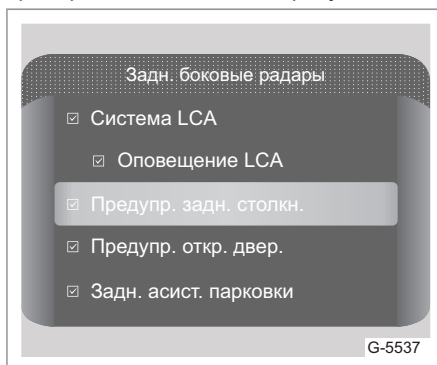 Задн. боковые радары
Система LCA
Оповещение LCA
Предупр. задн. столкн.
Предупр. откр. двер.
Задн. асист. парковки
G-5537